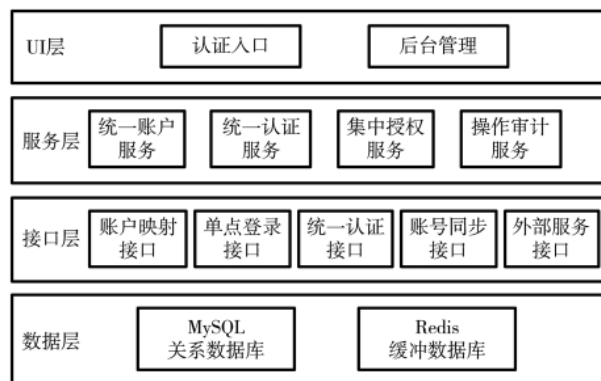 UI层
认证入口
后台管理
服务层
统一账户
服务
统一认证
服务
集中授权
服务
操作审计
服务
接口层
账户映射
接口
单点登录
接口
统一认证
接口
账号同步
接口
外部服务
接口
数据层
MySQL
关系数据库
Redis
缓冲数据库